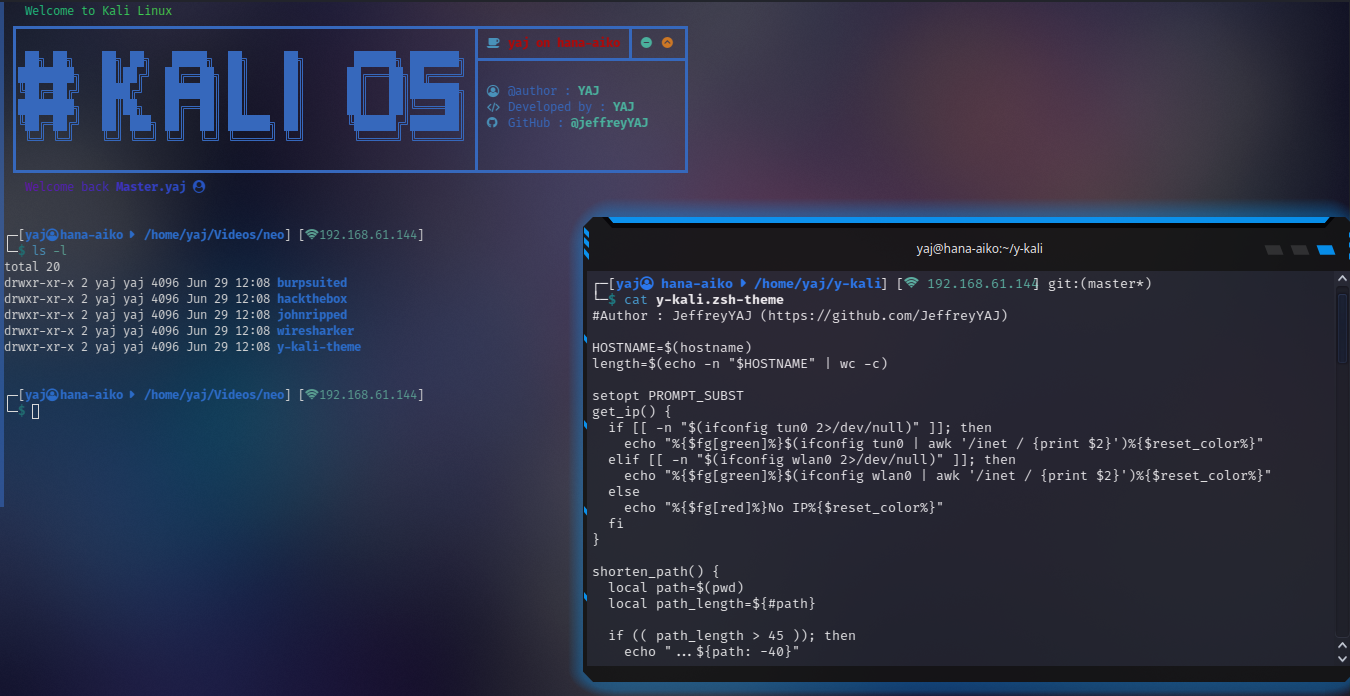 Welcome to Kali Linux
# KALI OS
yaj on hana-aiko
@author : YAJ
Developed by : YAJ
GitHub : @jeffreyYAJ
Welcome back Master.yaj
┌─[yaj hana-aiko /home/yaj/Videos/neo] [192.168.61.144]
└─$ ls -l
total 20
drwxr-xr-x 2 yaj yaj 4096 Jun 29 12:08 burpsuited
drwxr-xr-x 2 yaj yaj 4096 Jun 29 12:08 hackthebox
drwxr-xr-x 2 yaj yaj 4096 Jun 29 12:08 johnripped
drwxr-xr-x 2 yaj yaj 4096 Jun 29 12:08 wiresharker
drwxr-xr-x 2 yaj yaj 4096 Jun 29 12:08 y-kali-theme
┌─[yaj hana-aiko /home/yaj/Videos/neo] [192.168.61.144]
└─$
yaj@hana-aiko:~/y-kali
┌─[yaj hana-aiko /home/yaj/y-kali] [ 192.168.61.144] git:(master*)
└─$ cat y-kali.zsh-theme
#Author : JeffreyYAJ (https://github.com/JeffreyYAJ)
HOSTNAME=$(hostname)
length=$(echo -n "$HOSTNAME" | wc -c)
setopt PROMPT_SUBST
get_ip() {
  if [[ -n "$(ifconfig tun0 2>/dev/null)" ]]; then
    echo "%{$fg[green]%}$(ifconfig tun0 | awk '/inet / {print $2}')%{$reset_color%}"
  elif [[ -n "$(ifconfig wlan0 2>/dev/null)" ]]; then
    echo "%{$fg[green]%}$(ifconfig wlan0 | awk '/inet / {print $2}')%{$reset_color%}"
  else
    echo "%{$fg[red]%}No IP%{$reset_color%}"
  fi
}
shorten_path() {
  local path=$(pwd)
  local path_length=${#path}
  if (( path_length > 45 )); then
    echo "...${path: -40}"